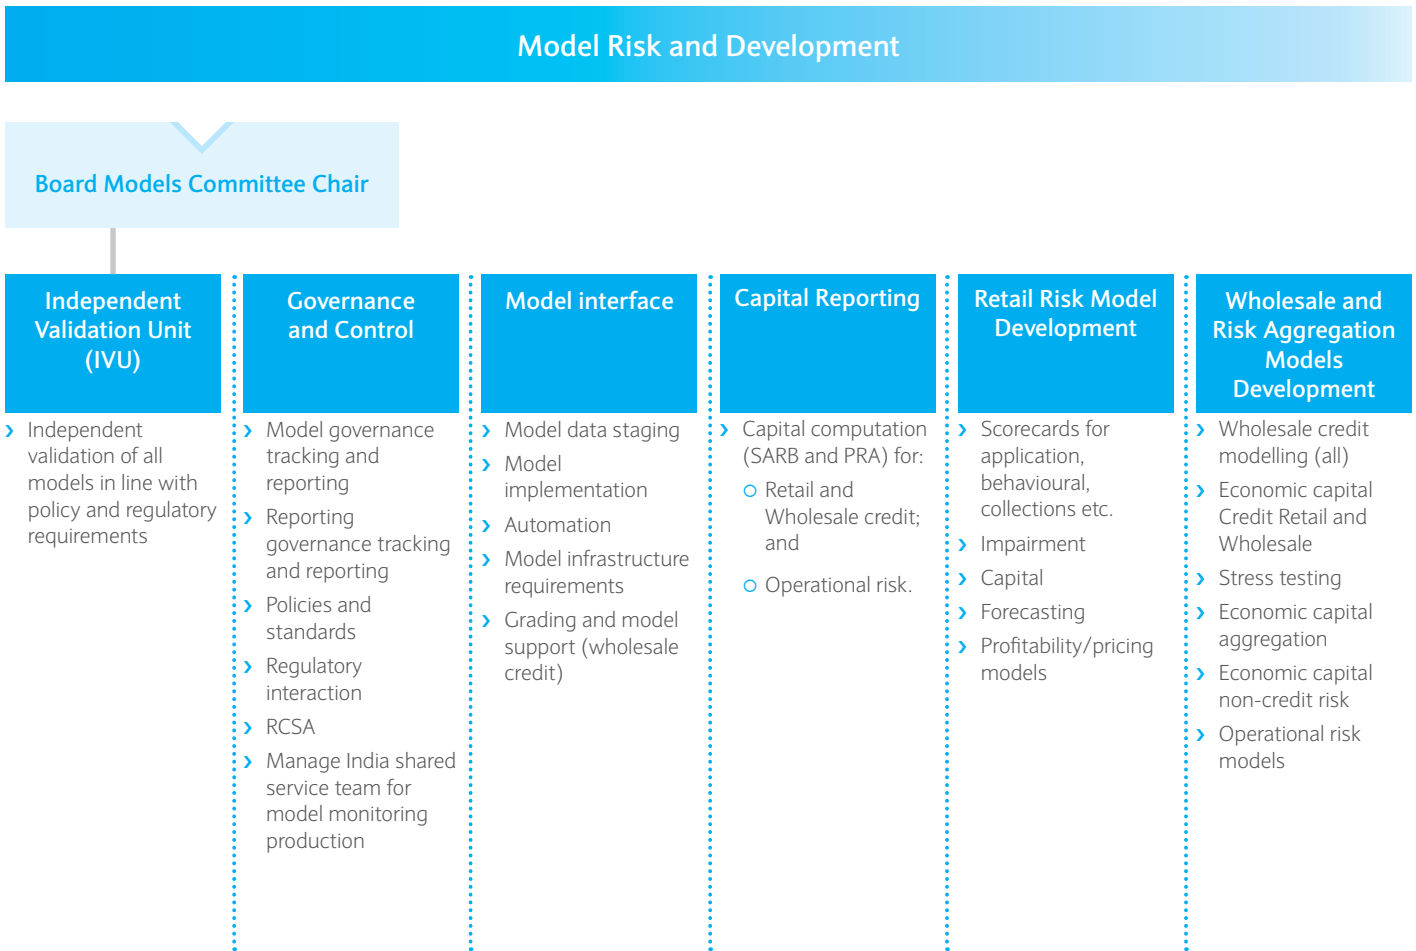 Model Risk and Development
Board Models Committee Chair
Independent
Validation Unit
(IVU)
Independent
validation of all
models in line with
policy and regulatory
requirements
Governance
and Control
Model governance
tracking and
reporting
Reporting
governance tracking
and reporting
Policies and
standards
Regulatory
interaction
RCSA
Manage India shared
service team for
model monitoring
production
Model interface
Model data staging
Model
implementation
Automation
Model infrastructure
requirements
Grading and model
support (wholesale
credit)
Capital Reporting
Capital computation
(SARB and PRA) for:
Retail and
Wholesale credit;
and
Operational risk.
Retail Risk Model
Development
Scorecards for
application,
behavioural,
collections etc.
Impairment
Capital
Forecasting
Profitability/pricing
models
Wholesale and
Risk Aggregation
Models
Development
Wholesale credit
modelling (all)
Economic capital
Credit Retail and
Wholesale
Stress testing
Economic capital
aggregation
Economic capital
non-credit risk
Operational risk
models